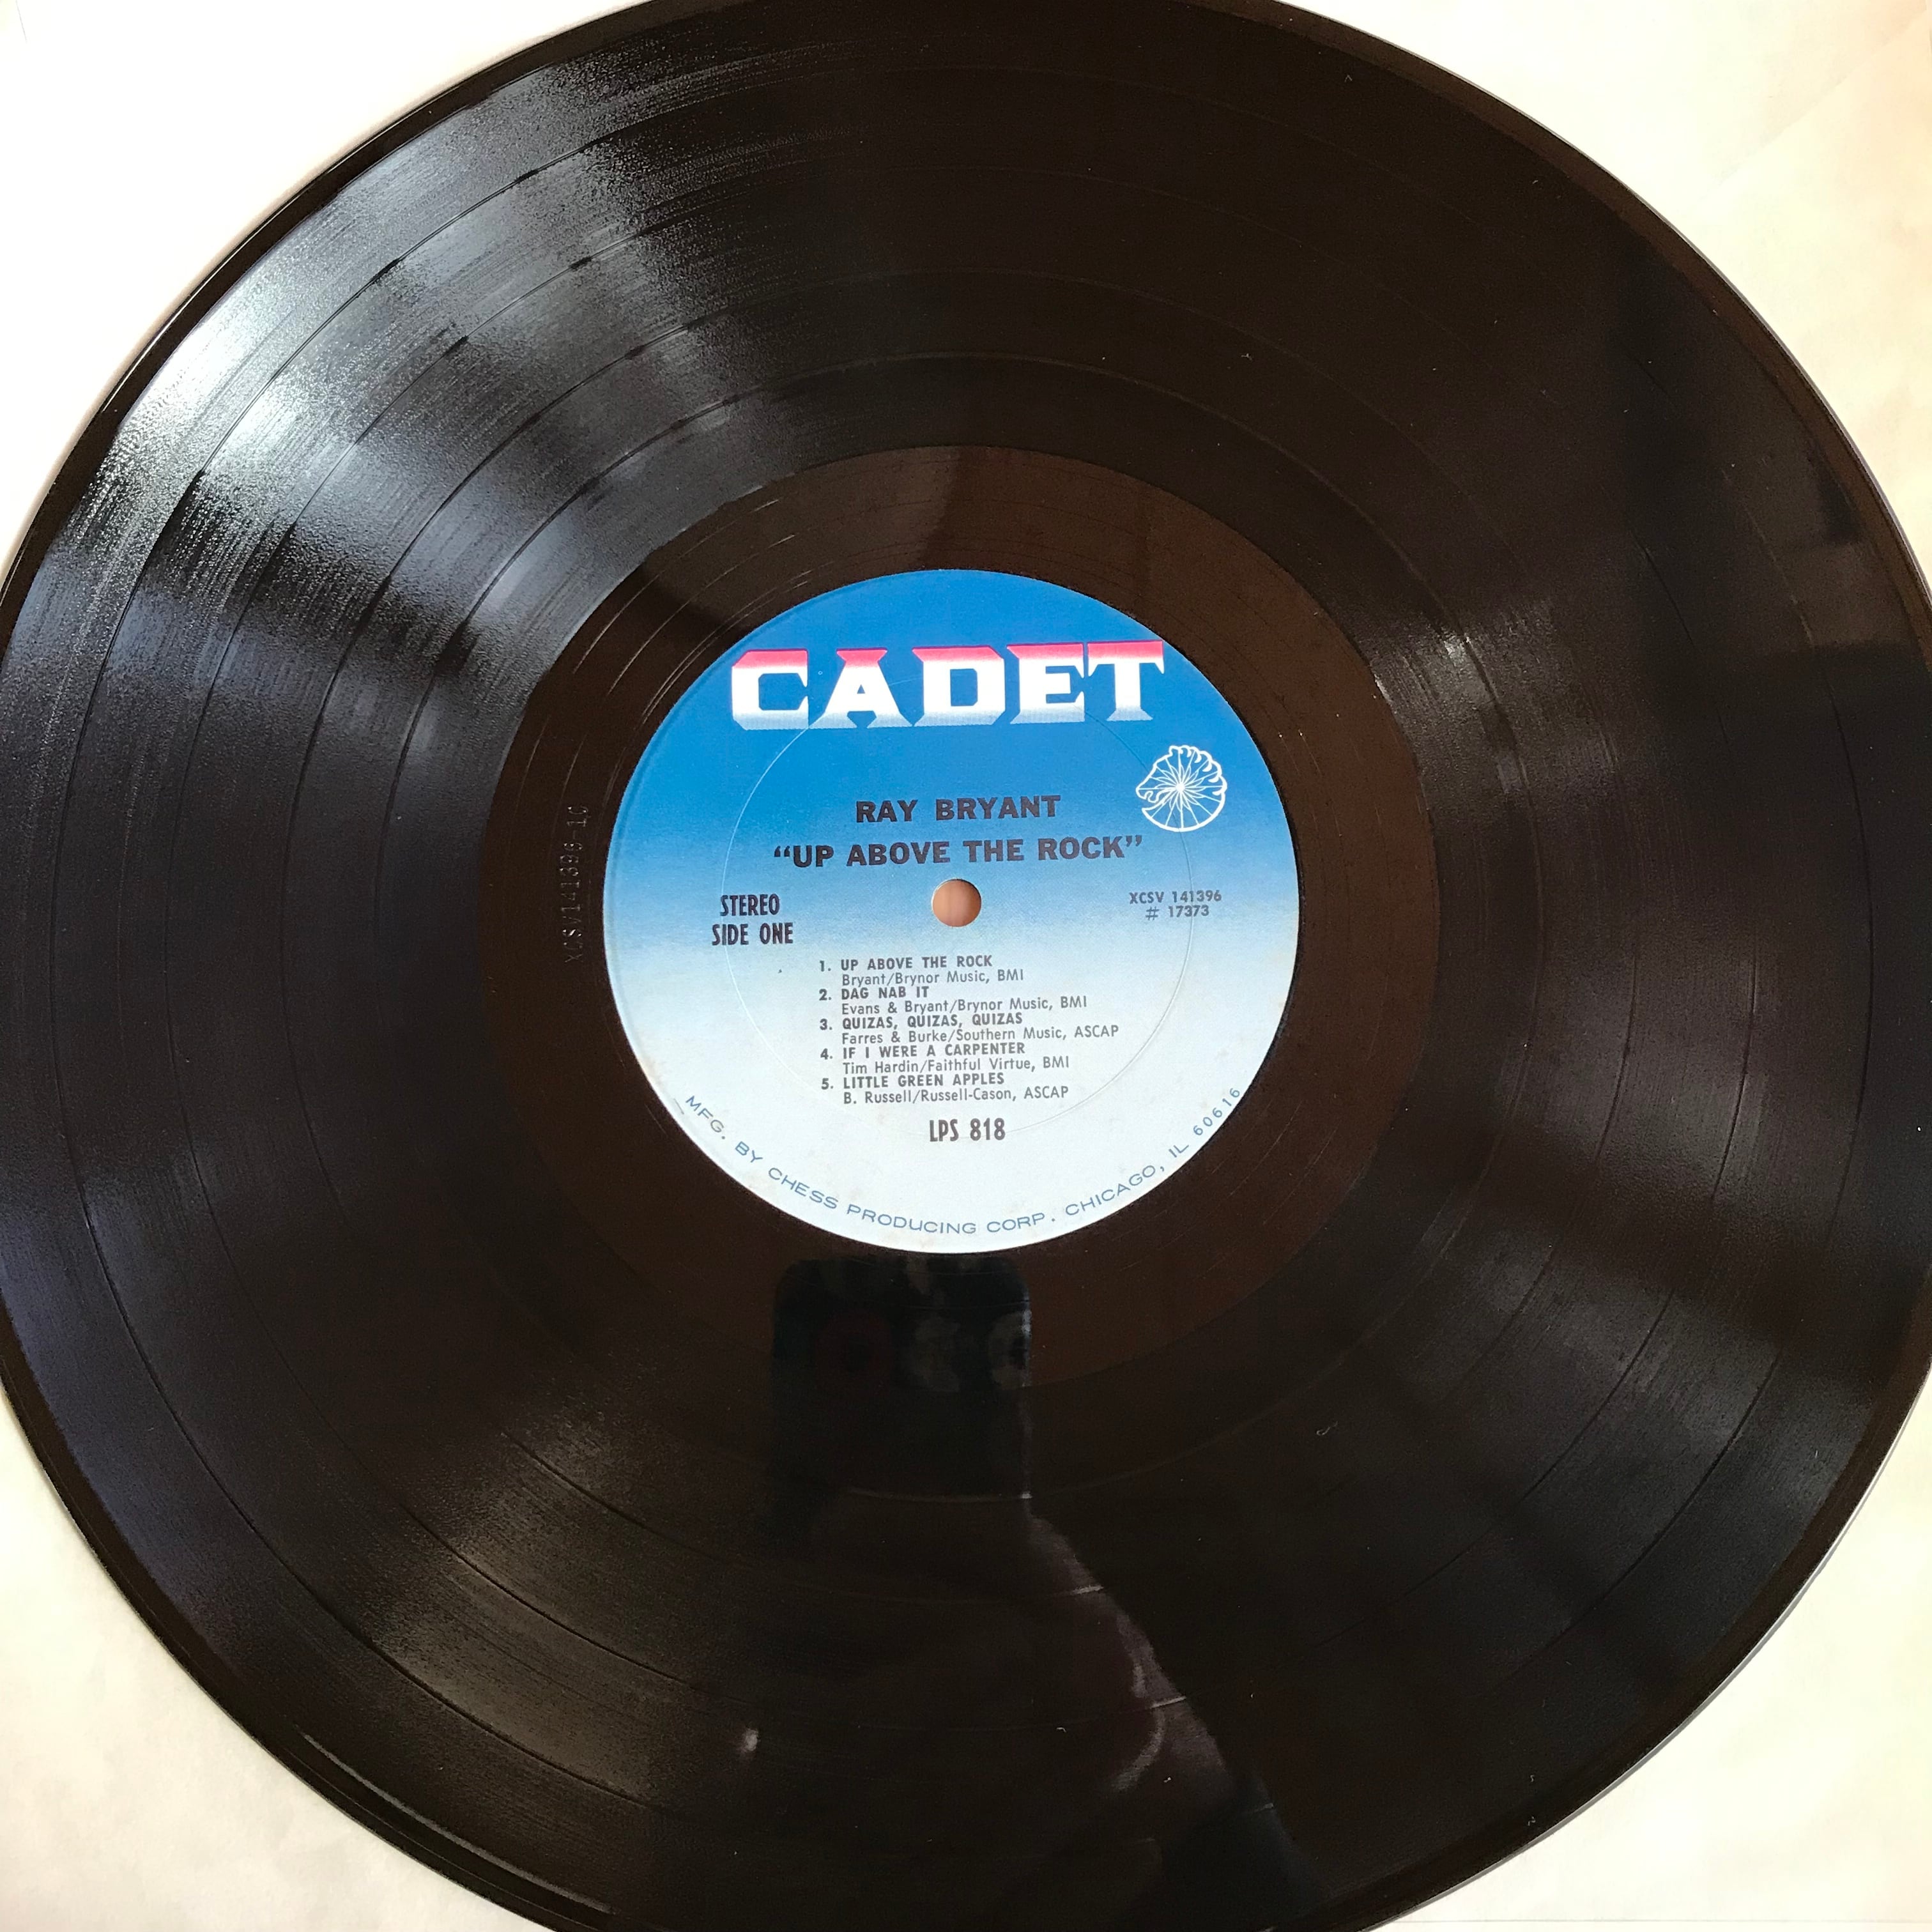 CADET
RAY BRYANT
"UP ABOVE THE ROCK"
STEREO
SIDE ONE
XCSV 141396
# 17373
1. UP ABOVE THE ROCK
Bryant/Brynor Music, BMI
2. DAG NAB IT
Evans & Bryant/Brynor Music, BMI
3. QUIZAS, QUIZAS, QUIZAS
Farres & Burke/Southern Music, ASCAP
4. IF I WERE A CARPENTER
Tim Hardin/Faithful Virtue, BMI
5. LITTLE GREEN APPLES
B. Russell/Russell-Cason, ASCAP
LPS 818
MFG. BY CHESS PRODUCING CORP. CHICAGO, IL 60616